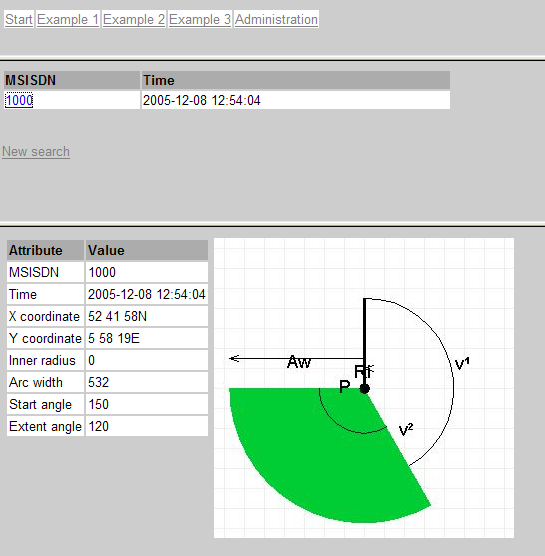 Start Example 1 Example 2 Example 3 Administration
MSISDN Time
1000 2005-12-08 12:54:04
New search
Attribute Value
MSISDN 1000
Time 2005-12-08 12:54:04
X coordinate 52 41 58N
Y coordinate 5 58 19E
Inner radius 0
Arc width 532
Start angle 150
Extent angle 120
Aw
V1
P
V2